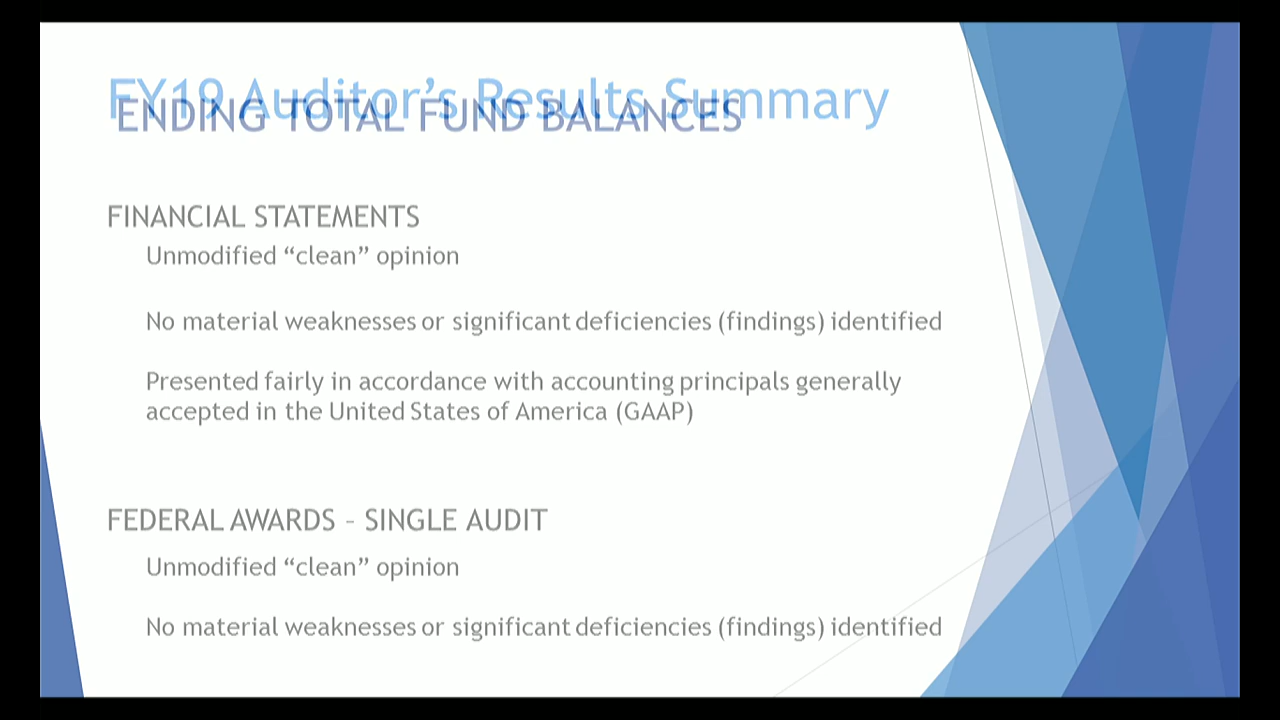 FY19 Auditor’s Results Summary
ENDING TOTAL FUND BALANCES
FINANCIAL STATEMENTS
Unmodified “clean” opinion
No material weaknesses or significant deficiencies (findings) identified
Presented fairly in accordance with accounting principals generally
accepted in the United States of America (GAAP)
FEDERAL AWARDS – SINGLE AUDIT
Unmodified “clean” opinion
No material weaknesses or significant deficiencies (findings) identified